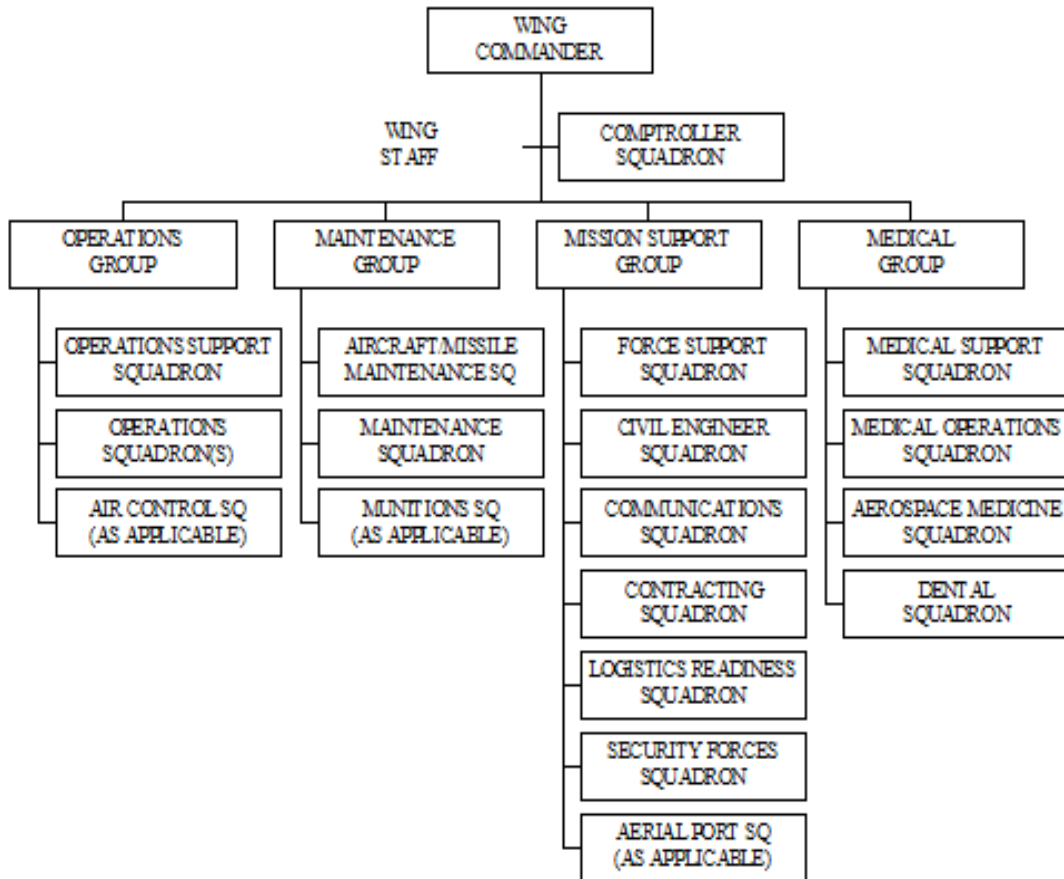 WING
COMMANDER
WING
STAFF
COMPTROLLER
SQUADRON
OPERATIONS
GROUP
MAINTENANCE
GROUP
MISSION SUPPORT
GROUP
MEDICAL
GROUP
OPERATIONS SUPPORT
SQUADRON
OPERATIONS
SQUADRON(S)
AIR CONTROL SQ
(AS APPLICABLE)
AIRCRAFT/MISSILE
MAINTENANCE SQ
MAINTENANCE
SQUADRON
MUNITIONS SQ
(AS APPLICABLE)
FORCE SUPPORT
SQUADRON
CIVIL ENGINEER
SQUADRON
COMMUNICATIONS
SQUADRON
CONTRACTING
SQUADRON
LOGISTICS READINESS
SQUADRON
SECURITY FORCES
SQUADRON
AERIAL PORT SQ
(AS APPLICABLE)
MEDICAL SUPPORT
SQUADRON
MEDICAL OPERATIONS
SQUADRON
AEROSPACE MEDICINE
SQUADRON
DENTAL
SQUADRON